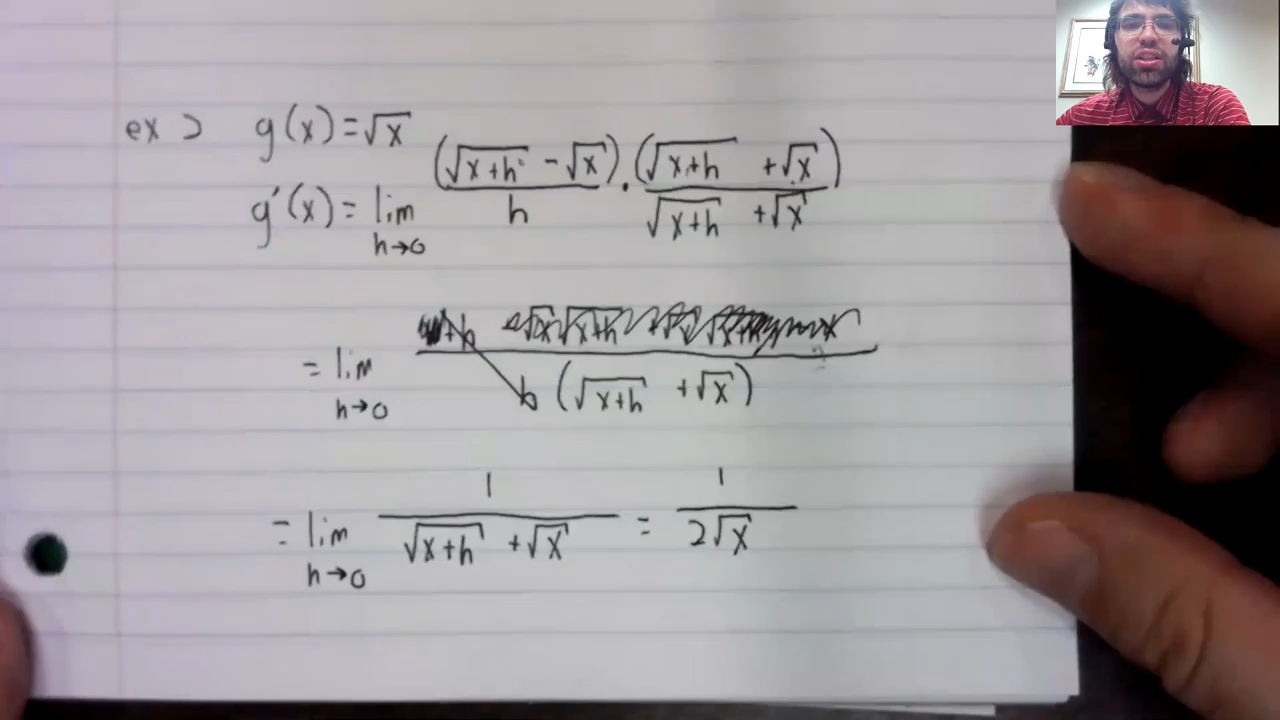 ex > g(x) = √x
g'(x) = lim h→0 (√(x+h) - √x)/h · (√(x+h) + √x)/(√(x+h) + √x)
= lim h→0 x+h √x√(x+h) √(x+h) / h(√(x+h) + √x)
= lim h→0 1/(√(x+h) + √x) = 1/(2√x)